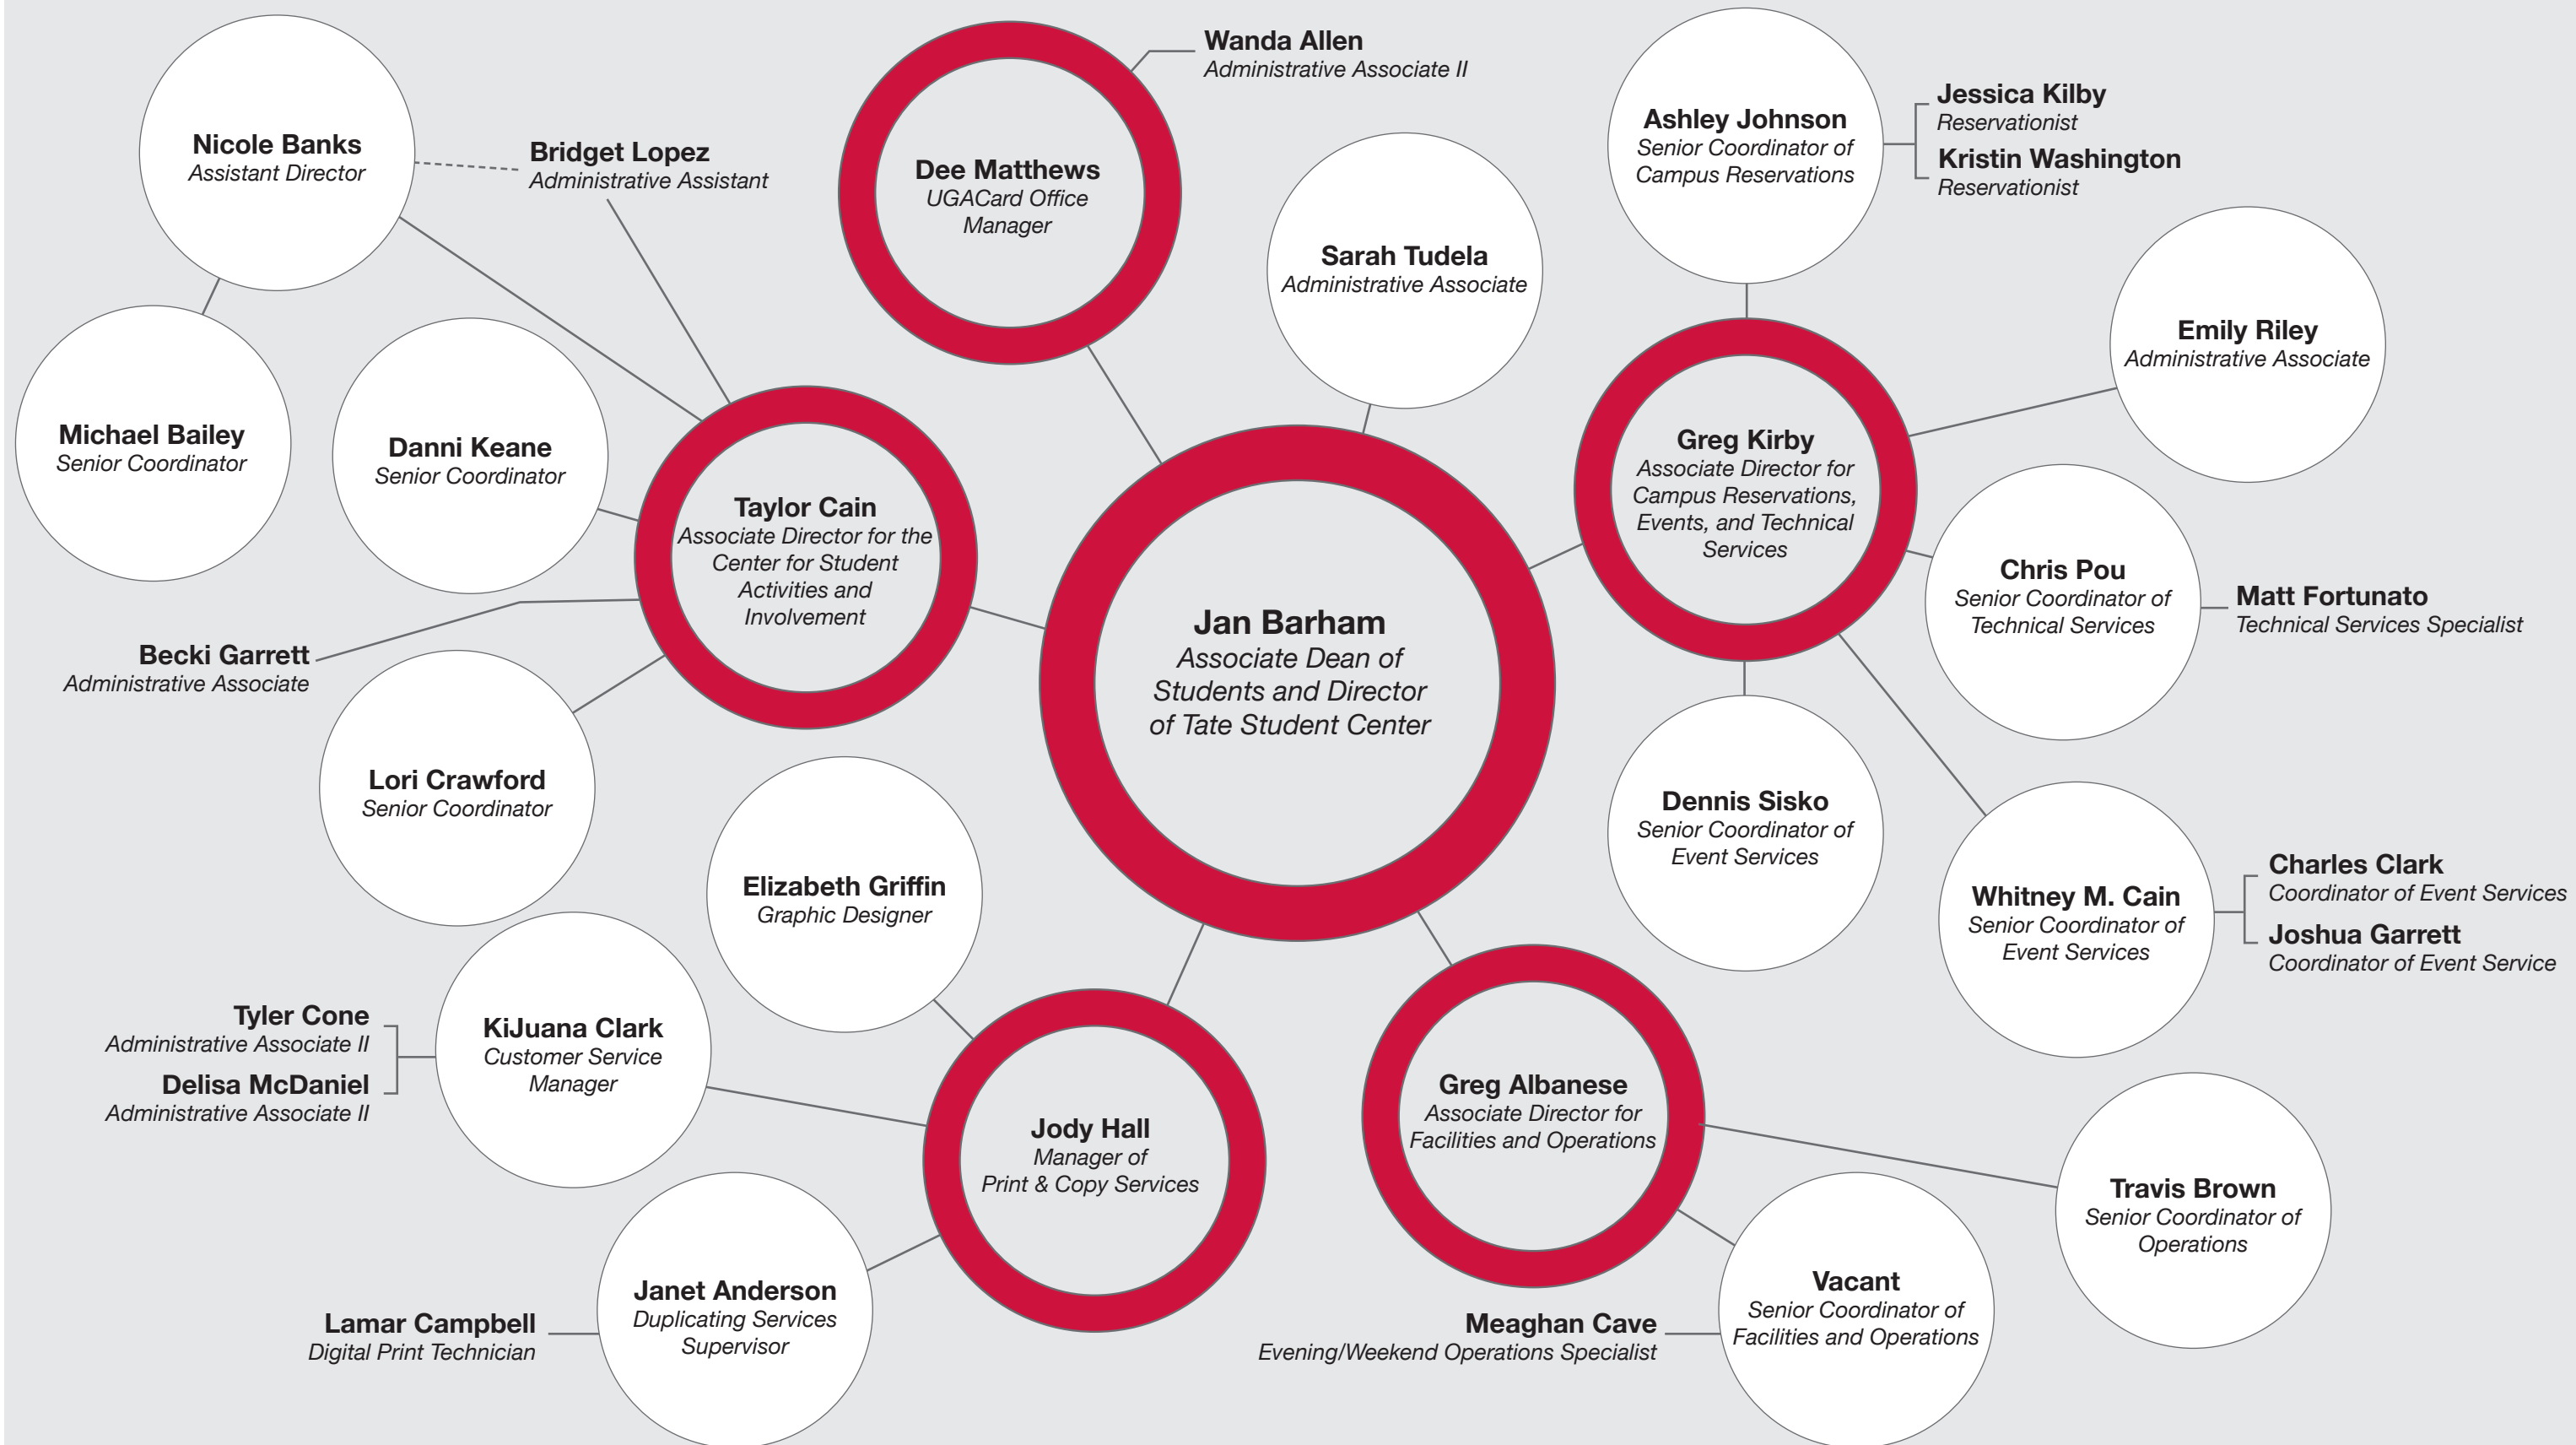 Nicole Banks
Assistant Director
Bridget Lopez
Administrative Assistant
Michael Bailey
Senior Coordinator
Danni Keane
Senior Coordinator
Taylor Cain
Associate Director for the
Center for Student
Activities and
Involvement
Becki Garrett
Administrative Associate
Lori Crawford
Senior Coordinator
Dee Matthews
UGACard Office
Manager
Wanda Allen
Administrative Associate II
Sarah Tudela
Administrative Associate
Jan Barham
Associate Dean of
Students and Director
of Tate Student Center
Ashley Johnson
Senior Coordinator of
Campus Reservations
Jessica Kilby
Reservationist
Kristin Washington
Reservationist
Emily Riley
Administrative Associate
Greg Kirby
Associate Director for
Campus Reservations,
Events, and Technical
Services
Chris Pou
Senior Coordinator of
Technical Services
Matt Fortunato
Technical Services Specialist
Dennis Sisko
Senior Coordinator of
Event Services
Whitney M. Cain
Senior Coordinator of
Event Services
Charles Clark
Coordinator of Event Services
Joshua Garrett
Coordinator of Event Service
Elizabeth Griffin
Graphic Designer
Tyler Cone
Administrative Associate II
Delisa McDaniel
Administrative Associate II
KiJuana Clark
Customer Service
Manager
Jody Hall
Manager of
Print & Copy Services
Janet Anderson
Duplicating Services
Supervisor
Lamar Campbell
Digital Print Technician
Greg Albanese
Associate Director for
Facilities and Operations
Travis Brown
Senior Coordinator of
Operations
Vacant
Senior Coordinator of
Facilities and Operations
Meaghan Cave
Evening/Weekend Operations Specialist